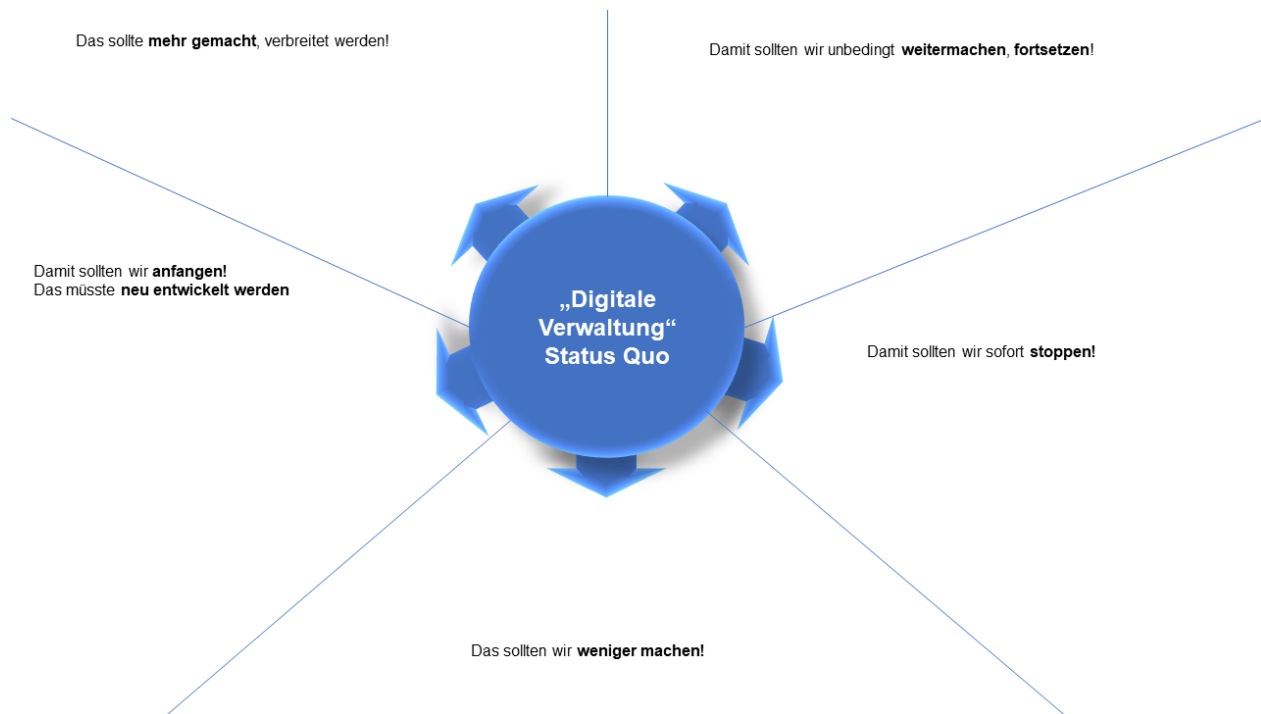 Das sollte mehr gemacht, verbreitet werden!
Damit sollten wir unbedingt weitermachen, fortsetzen!
Damit sollten wir anfangen!
Das müsste neu entwickelt werden
„Digitale
Verwaltung“
Status Quo
Damit sollten wir sofort stoppen!
Das sollten wir weniger machen!